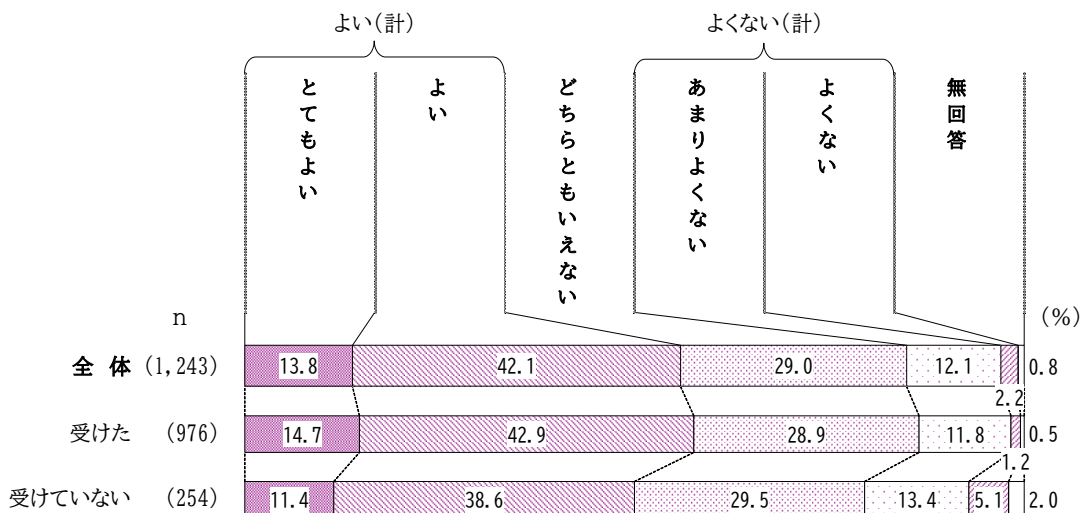 よい(計) よくない(計)
とてもよい
よい
どちらともいえない
あまりよくない
よくない
無回答
n (%)
全 体 (1,243) 13.8 42.1 29.0 12.1 0.8
2.2
受けた (976) 14.7 42.9 28.9 11.8 0.5
1.2
受けていない (254) 11.4 38.6 29.5 13.4 5.1 2.0